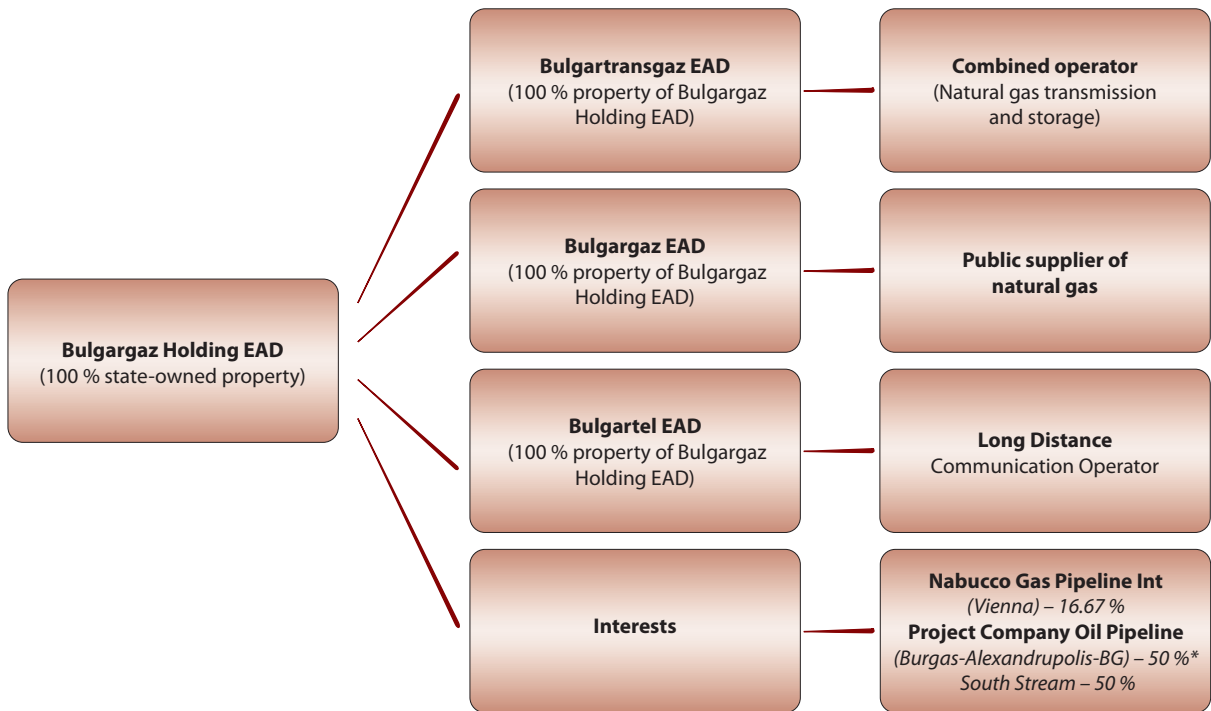 Bulgargaz Holding EAD
(100 % state-owned property)
Bulgartransgaz EAD
(100 % property of Bulgargaz
Holding EAD)
Combined operator
(Natural gas transmission
and storage)
Bulgargaz EAD
(100 % property of Bulgargaz
Holding EAD)
Public supplier of
natural gas
Bulgartel EAD
(100 % property of Bulgargaz
Holding EAD)
Long Distance
Communication Operator
Interests
Nabucco Gas Pipeline Int
(Vienna) – 16.67 %
Project Company Oil Pipeline
(Burgas-Alexandrupolis-BG) – 50 %*
South Stream – 50 %